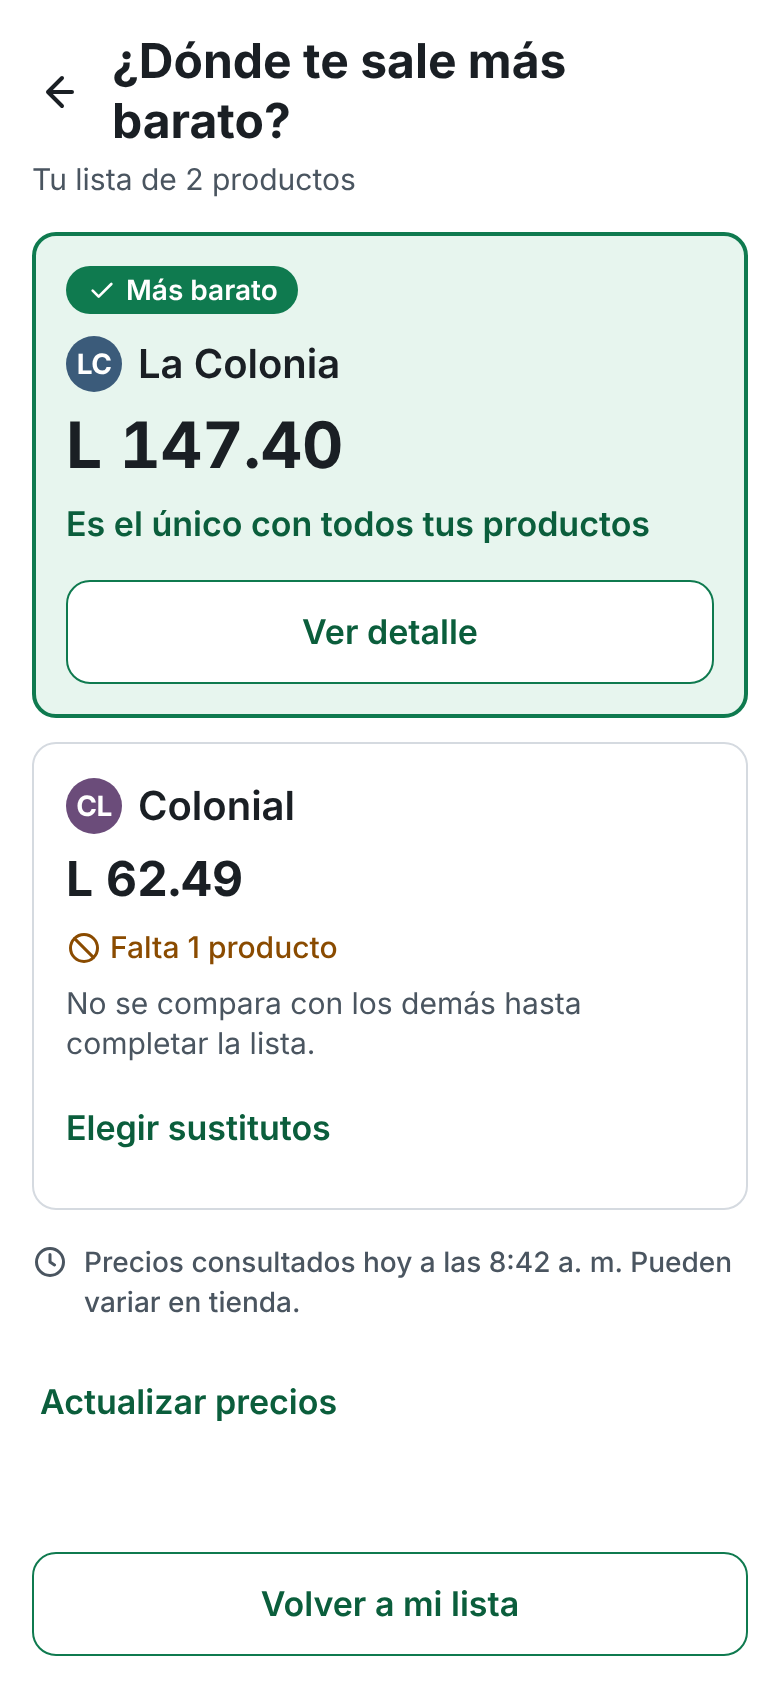 ¿Dónde te sale más
barato?
Tu lista de 2 productos
Más barato
LC La Colonia
L 147.40
Es el único con todos tus productos
Ver detalle
CL Colonial
L 62.49
Falta 1 producto
No se compara con los demás hasta
completar la lista.
Elegir sustitutos
Precios consultados hoy a las 8:42 a. m. Pueden
variar en tienda.
Actualizar precios
Volver a mi lista